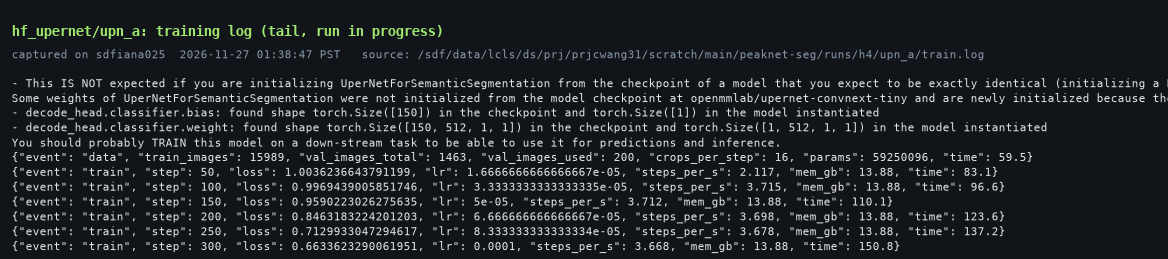 hf_upernet/upn_a: training log (tail, run in progress)
captured on sdfiana025  2026-11-27 01:38:47 PST   source: /sdf/data/lcls/ds/prj/prjcwang31/scratch/main/peaknet-seg/runs/h4/upn_a/train.log
- This IS NOT expected if you are initializing UperNetForSemanticSegmentation from the checkpoint of a model that you expect to be exactly identical (initializing a
Some weights of UperNetForSemanticSegmentation were not initialized from the model checkpoint at openmmlab/upernet-convnext-tiny and are newly initialized because
- decode_head.classifier.bias: found shape torch.Size([150]) in the checkpoint and torch.Size([1]) in the model instantiated
- decode_head.classifier.weight: found shape torch.Size([150, 512, 1, 1]) in the checkpoint and torch.Size([1, 512, 1, 1]) in the model instantiated
You should probably TRAIN this model on a down-stream task to be able to use it for predictions and inference.
{"event": "data", "train_images": 15989, "val_images_total": 1463, "val_images_used": 200, "crops_per_step": 16, "params": 59250096, "time": 59.5}
{"event": "train", "step": 50, "loss": 1.0036236643791199, "lr": 1.6666666666666667e-05, "steps_per_s": 2.117, "mem_gb": 13.88, "time": 83.1}
{"event": "train", "step": 100, "loss": 0.9969439005851746, "lr": 3.3333333333333335e-05, "steps_per_s": 3.715, "mem_gb": 13.88, "time": 96.6}
{"event": "train", "step": 150, "loss": 0.9590223026275635, "lr": 5e-05, "steps_per_s": 3.712, "mem_gb": 13.88, "time": 110.1}
{"event": "train", "step": 200, "loss": 0.8463183224201203, "lr": 6.666666666666667e-05, "steps_per_s": 3.698, "mem_gb": 13.88, "time": 123.6}
{"event": "train", "step": 250, "loss": 0.7129933047294617, "lr": 8.333333333333334e-05, "steps_per_s": 3.678, "mem_gb": 13.88, "time": 137.2}
{"event": "train", "step": 300, "loss": 0.6633623290061951, "lr": 0.0001, "steps_per_s": 3.668, "mem_gb": 13.88, "time": 150.8}